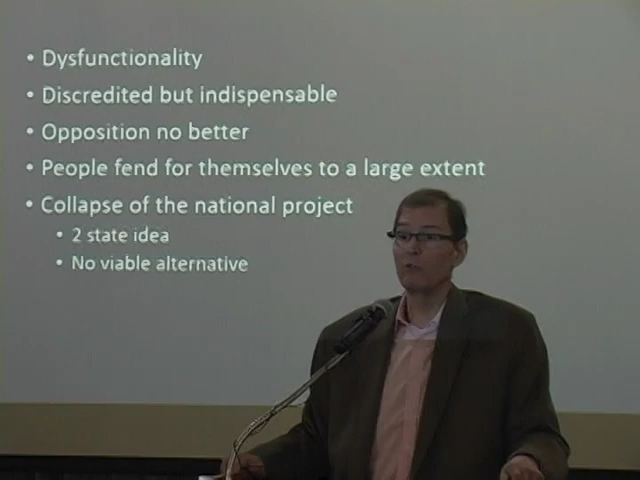 • Dysfunctionality
• Discredited but indispensable
• Opposition no better
• People fend for themselves to a large extent
• Collapse of the national project
• 2 state idea
• No viable alternative